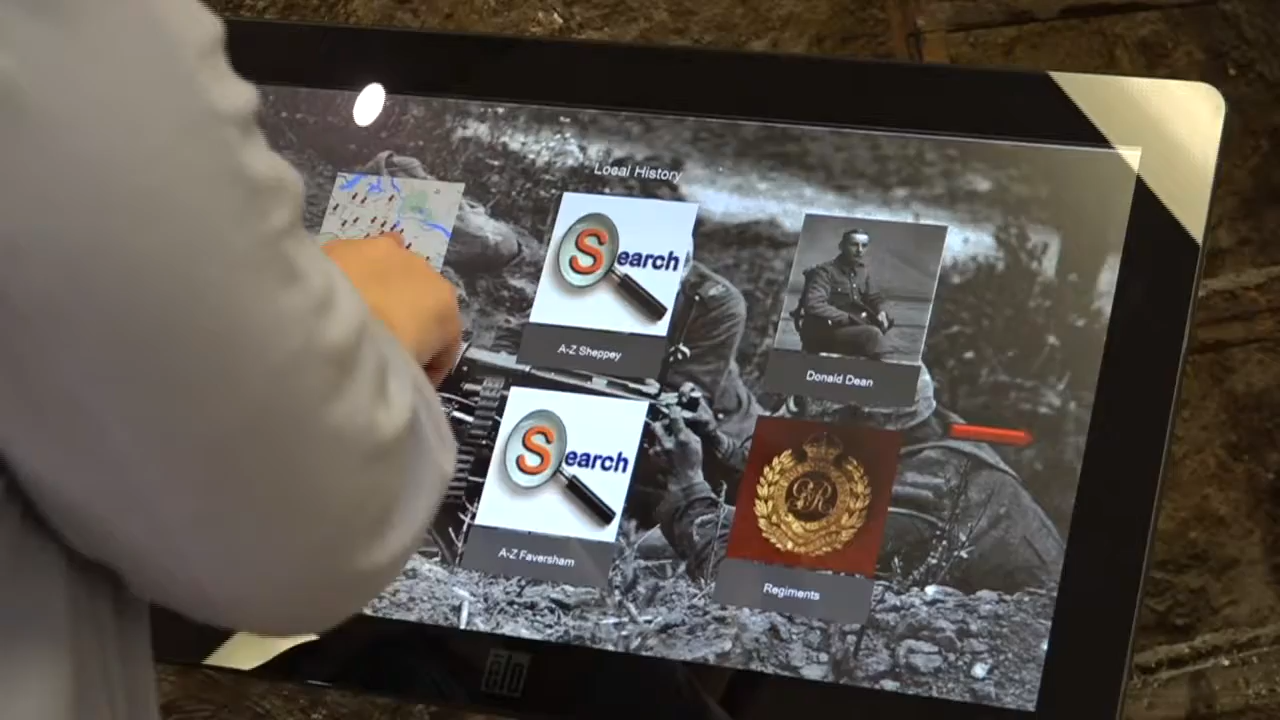 Local History
Search
A-Z Sheppey
Donald Dean
Search
A-Z Faversham
Regiments
elo